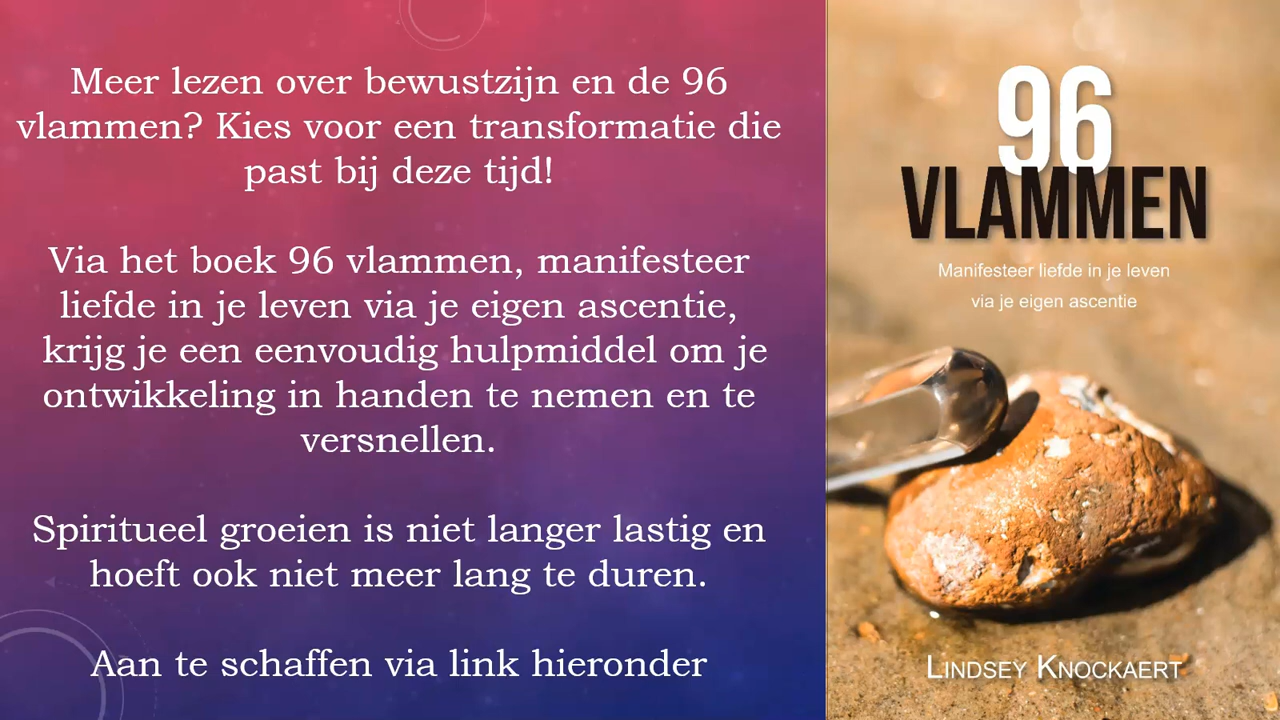 Meer lezen over bewustzijn en de 96
vlammen? Kies voor een transformatie die
past bij deze tijd!
Via het boek 96 vlammen, manifesteer
liefde in je leven via je eigen ascentie,
krijg je een eenvoudig hulpmiddel om je
ontwikkeling in handen te nemen en te
versnellen.
Spiritueel groeien is niet langer lastig en
hoeft ook niet meer lang te duren.
Aan te schaffen via link hieronder
96
VLAMMEN
Manifesteer liefde in je leven
via je eigen ascentie
LINDSEY KNOCKAERT